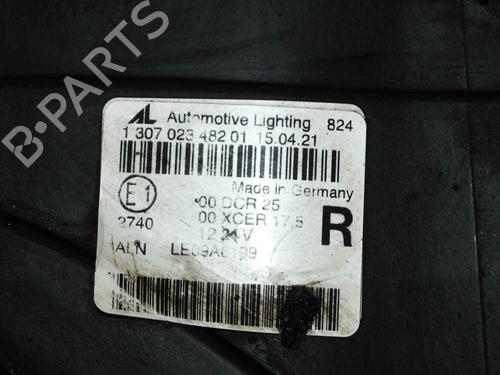 AL Automotive Lighting 824
1 307 023 482 01 15.04.21
Made in Germany
E1
00 DCR 25
00 XCER 17,5
2740
12 24 V
R
ALN LE09A6199
B-PARTS